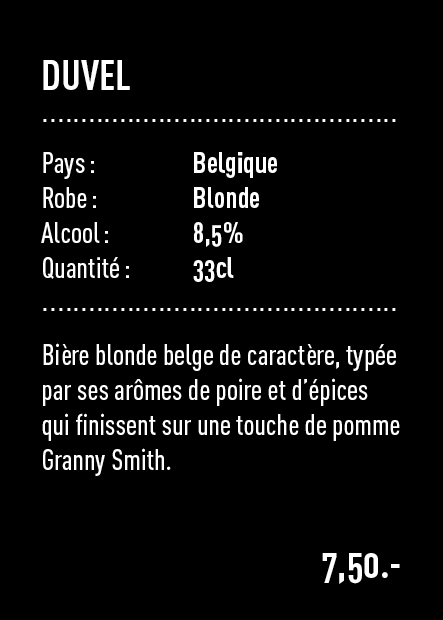 DUVEL
Pays : Belgique
Robe : Blonde
Alcool : 8,5%
Quantité : 33cl
Bière blonde belge de caractère, typée
par ses arômes de poire et d’épices
qui finissent sur une touche de pomme
Granny Smith.
7,50.-